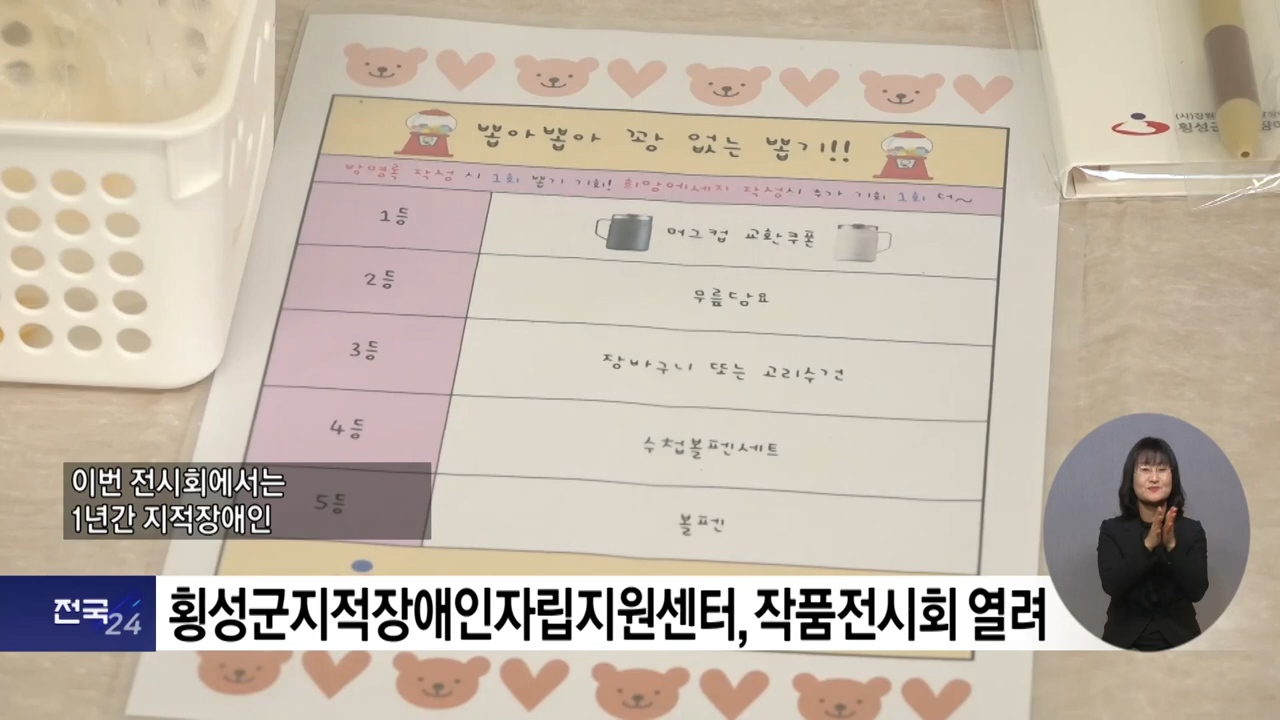 뽑아뽑아 꽝 없는 뽑기!!
방명록 작성 시 1회 뽑기 기회! 희망메세지 작성시 추가 기회 1회 더~
1등
머그컵 교환쿠폰
2등
무릎담요
3등
장바구니 또는 고리수건
4등
수첩볼펜세트
5등
볼펜
(사)강원
횡성군
이번 전시회에서는
1년간 지적장애인
전국24
횡성군지적장애인자립지원센터, 작품전시회 열려